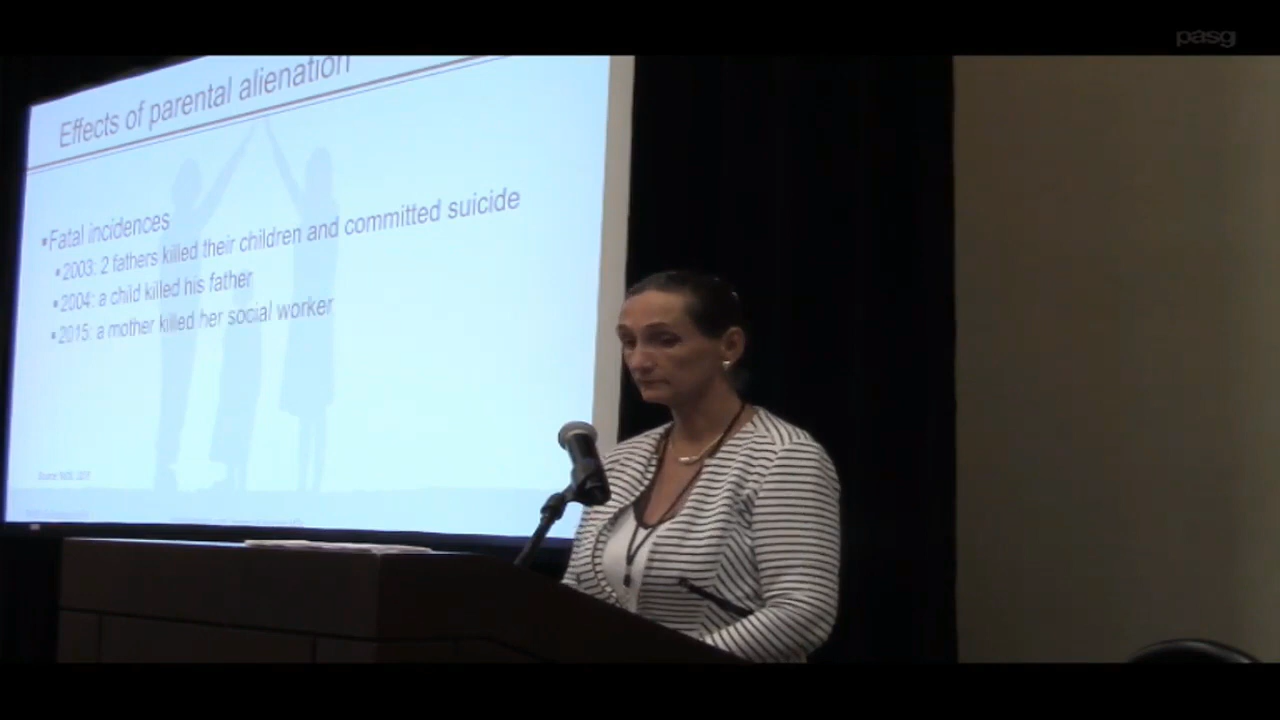 pasg
Effects of parental alienation
▪Fatal incidences
▪2003: 2 fathers killed their children and committed suicide
▪2004: a child killed his father
▪2015: a mother killed her social worker